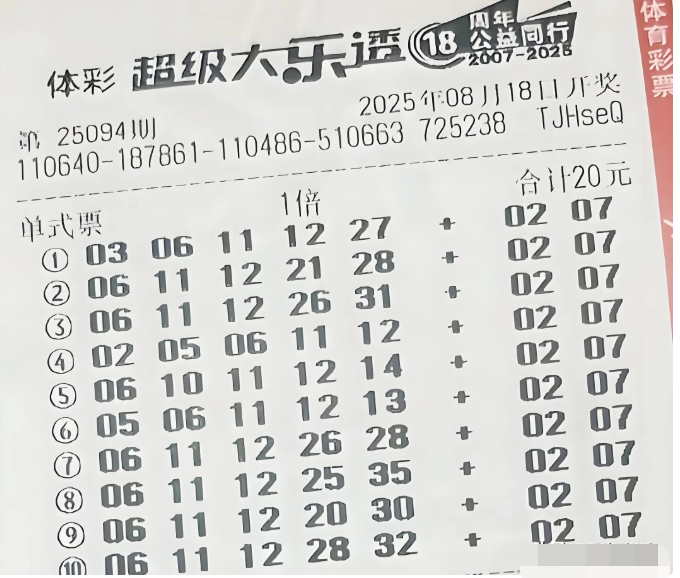 体彩 超级大乐透 18周年 公益同行 2007-2025
第 25094期 2025年08月18日开奖
110640-187861-110486-510663 725238 TJHseQ
单式票 1倍 合计20元
① 03 06 11 12 27 + 02 07
② 06 11 12 21 28 + 02 07
③ 06 11 12 26 31 + 02 07
④ 02 05 06 11 12 + 02 07
⑤ 06 10 11 12 14 + 02 07
⑥ 05 06 11 12 13 + 02 07
⑦ 06 11 12 26 28 + 02 07
⑧ 06 11 12 25 35 + 02 07
⑨ 06 11 12 20 30 + 02 07
⑩ 06 11 12 28 32 + 02 07
体育彩票